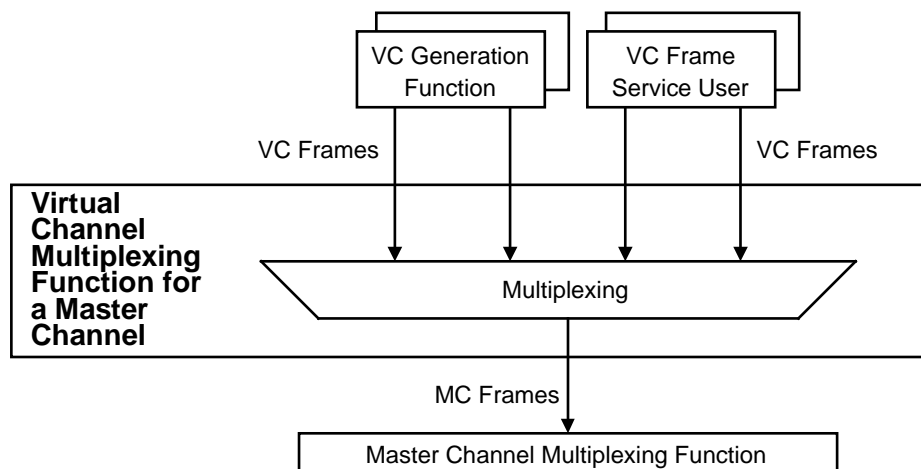 VC Generation
Function
VC Frame
Service User
VC Frames
VC Frames
Virtual
Channel
Multiplexing
Function for
a Master
Channel
Multiplexing
MC Frames
Master Channel Multiplexing Function